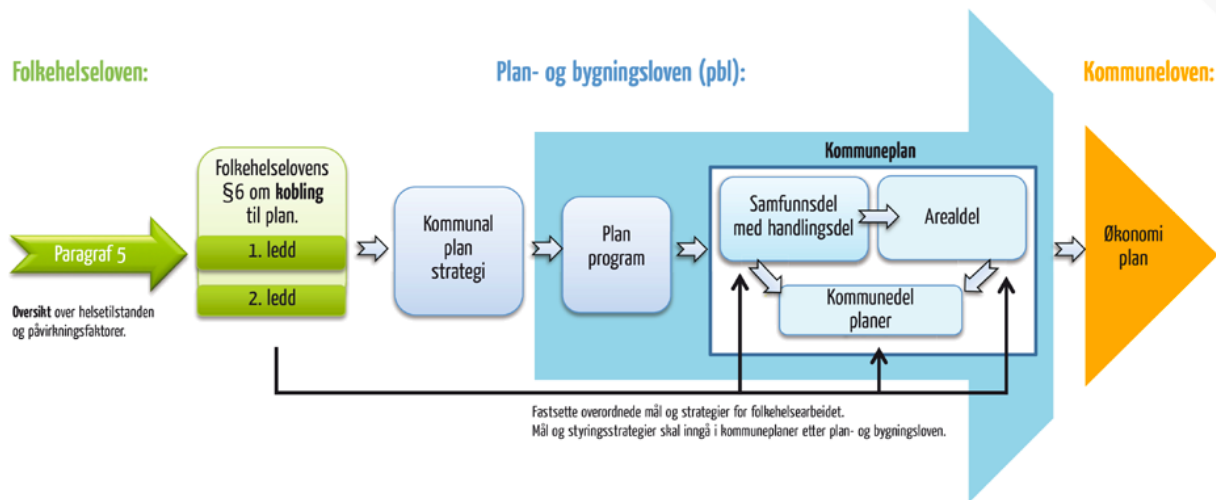 Folkehelseloven:
Plan- og bygningsloven (pbl):
Kommuneloven:
Paragraf 5
Oversikt over helsetilstanden
og påvirkningsfaktorer.
Folkehelselovens
§6 om kobling
til plan.
1. ledd
2. ledd
Kommunal
plan
strategi
Plan
program
Kommuneplan
Samfunnsdel
med handlingsdel
Arealdel
Kommunedel
planer
Økonomi
plan
Fastsette overordnede mål og strategier for folkehelsearbeidet.
Mål og styringsstrategier skal inngå i kommuneplaner etter plan- og bygningsloven.